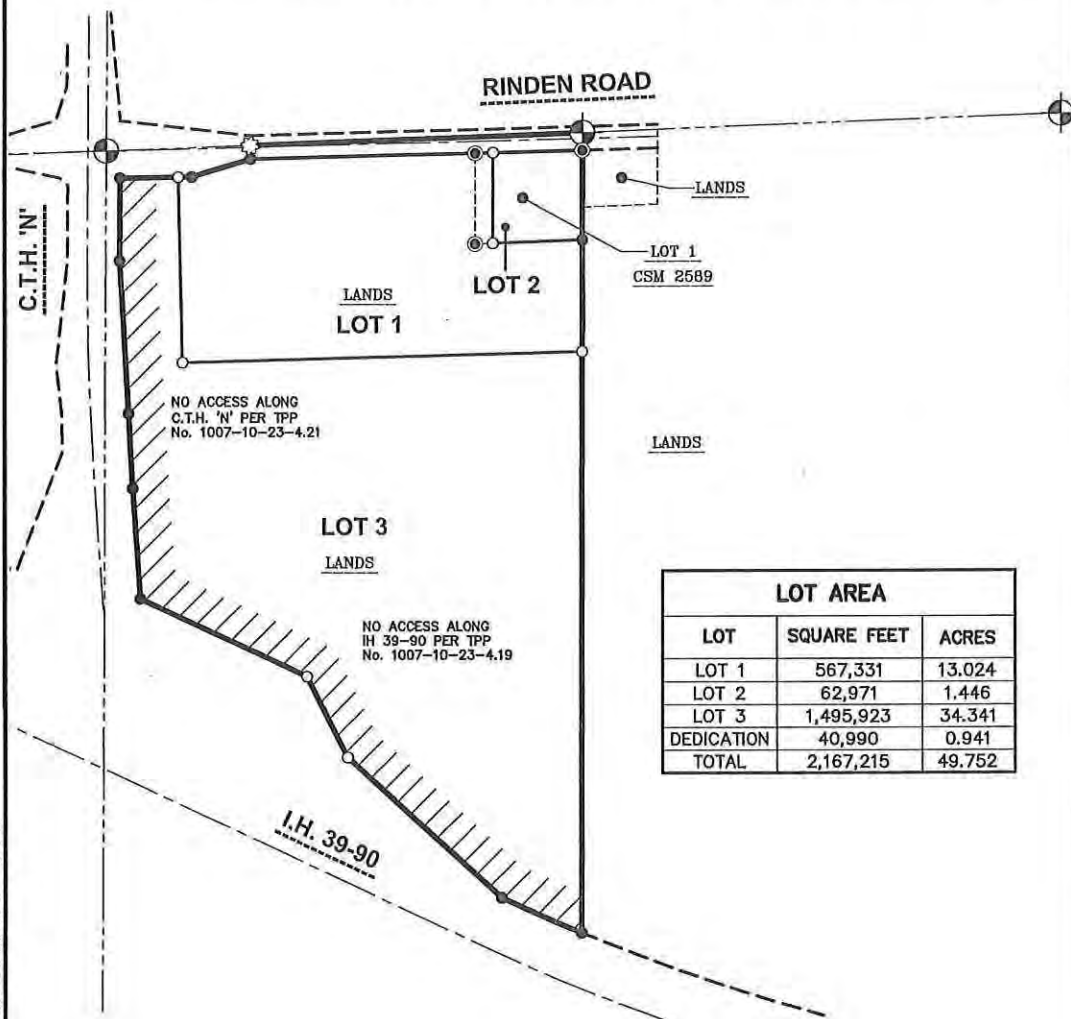 RINDEN ROAD
C.T.H. 'N'
LANDS
LOT 1
CSM 2589
LOT 2
LANDS
LOT 1
NO ACCESS ALONG
C.T.H. 'N' PER TPP
No. 1007-10-23-4.21
LANDS
LOT 3
LANDS
NO ACCESS ALONG
IH 39-90 PER TPP
No. 1007-10-23-4.19
I.H. 39-90
LOT AREA
LOT SQUARE FEET ACRES
LOT 1 567,331 13.024
LOT 2 62,971 1.446
LOT 3 1,495,923 34.341
DEDICATION 40,990 0.941
TOTAL 2,167,215 49.752